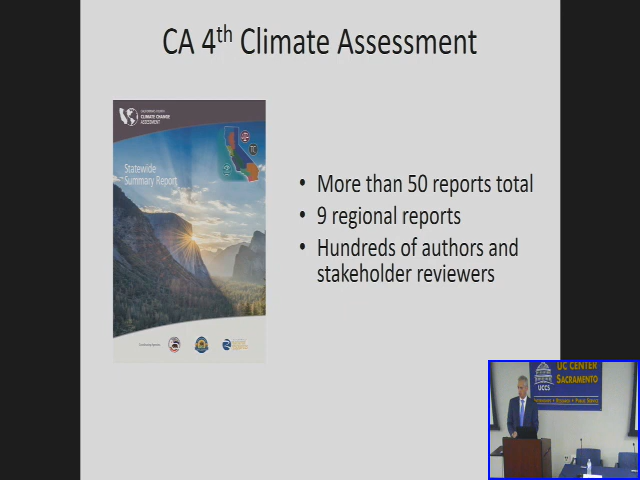 CA 4th Climate Assessment
CLIMATE CHANGE
ASSESSMENT
Statewide
Summary Report
• More than 50 reports total
• 9 regional reports
• Hundreds of authors and
stakeholder reviewers
UC CENTER
SACRAMENTO
UCCS